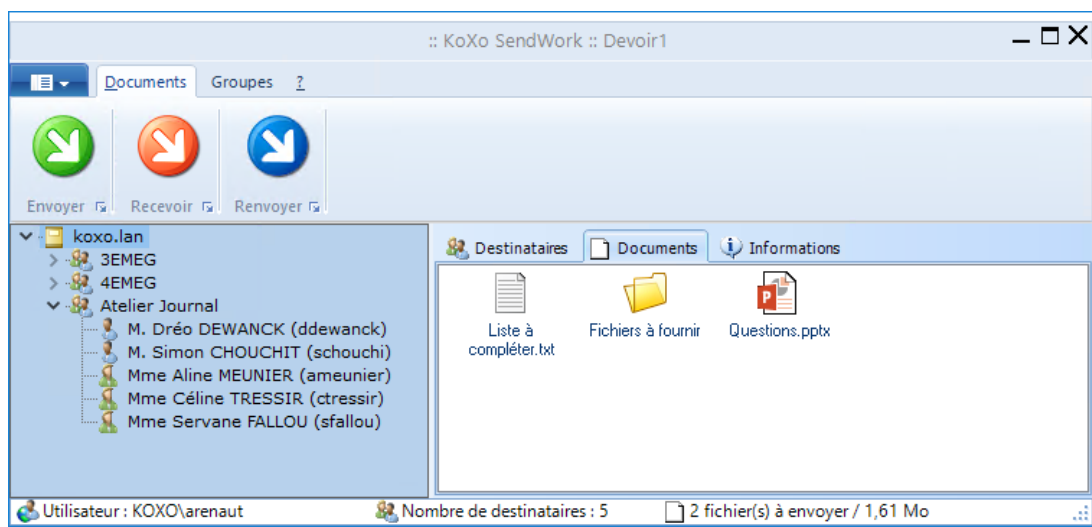 :: KoXo SendWork :: Devoir1
Documents Groupes ?
Envoyer Recevoir Renvoyer
koxo.lan
3EMEG
4EMEG
Atelier Journal
M. Dréo DEWANCK (ddewanck)
M. Simon CHOUCHIT (schouchi)
Mme Aline MEUNIER (ameunier)
Mme Céline TRESSIR (ctressir)
Mme Servane FALLOU (sfallou)
Destinataires Documents Informations
Liste à
compléter.txt
Fichiers à fournir
Questions.pptx
Utilisateur : KOXO\arenaut Nombre de destinataires : 5 2 fichier(s) à envoyer / 1,61 Mo